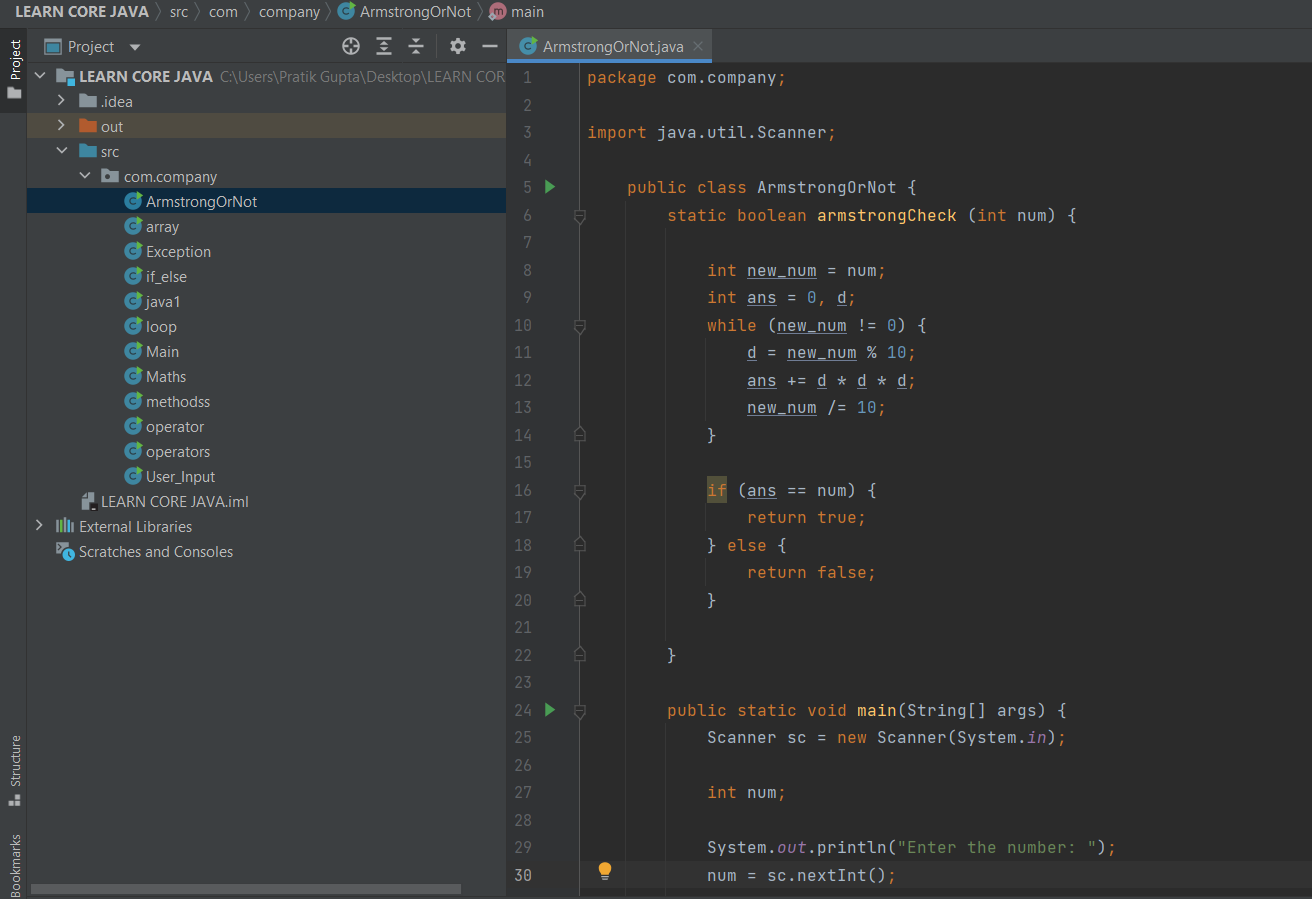 LEARN CORE JAVA src com company ArmstrongOrNot main
Project
Project
LEARN CORE JAVA C:\Users\Pratik Gupta\Desktop\LEARN COR
.idea
out
src
com.company
ArmstrongOrNot
array
Exception
if_else
java1
loop
Main
Maths
methodss
operator
operators
User_Input
LEARN CORE JAVA.iml
External Libraries
Scratches and Consoles
Structure
Bookmarks
ArmstrongOrNot.java
1 package com.company;
2
3 import java.util.Scanner;
4
5 public class ArmstrongOrNot {
6 static boolean armstrongCheck (int num) {
7
8 int new_num = num;
9 int ans = 0, d;
10 while (new_num != 0) {
11 d = new_num % 10;
12 ans += d * d * d;
13 new_num /= 10;
14 }
15
16 if (ans == num) {
17 return true;
18 } else {
19 return false;
20 }
21
22 }
23
24 public static void main(String[] args) {
25 Scanner sc = new Scanner(System.in);
26
27 int num;
28
29 System.out.println("Enter the number: ");
30 num = sc.nextInt();